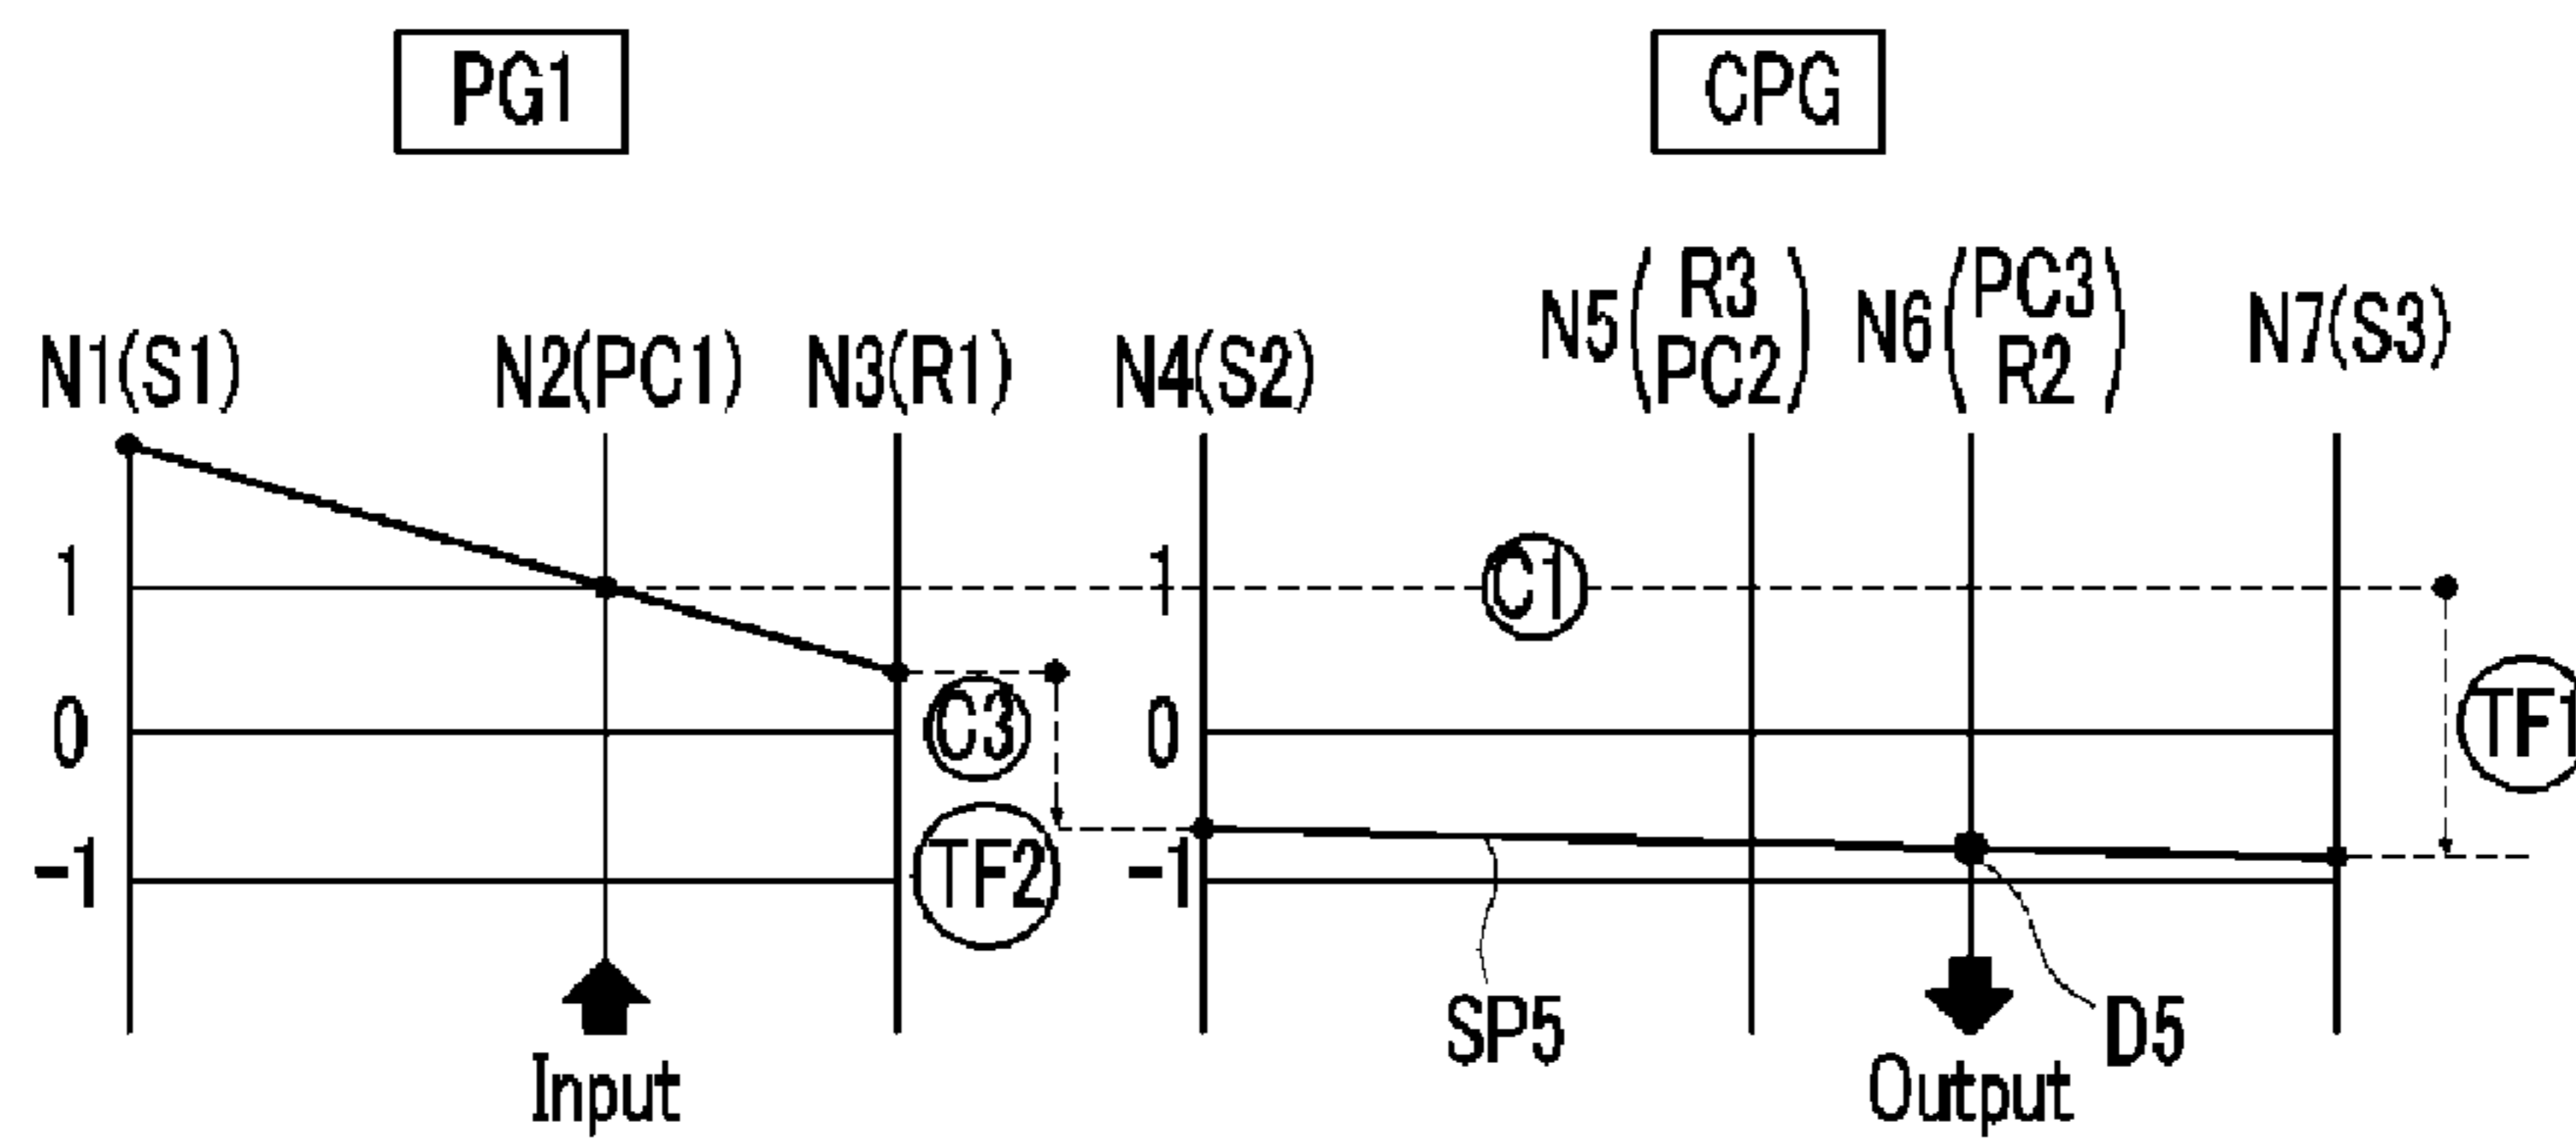 PG1 CPG
N1(S1) N2(PC1) N3(R1) N4(S2) N5(R3 PC2) N6(PC3 R2) N7(S3)
1 1 C1
0 C3 0 TF1
-1 TF2 -1
SP5 D5
Input Output